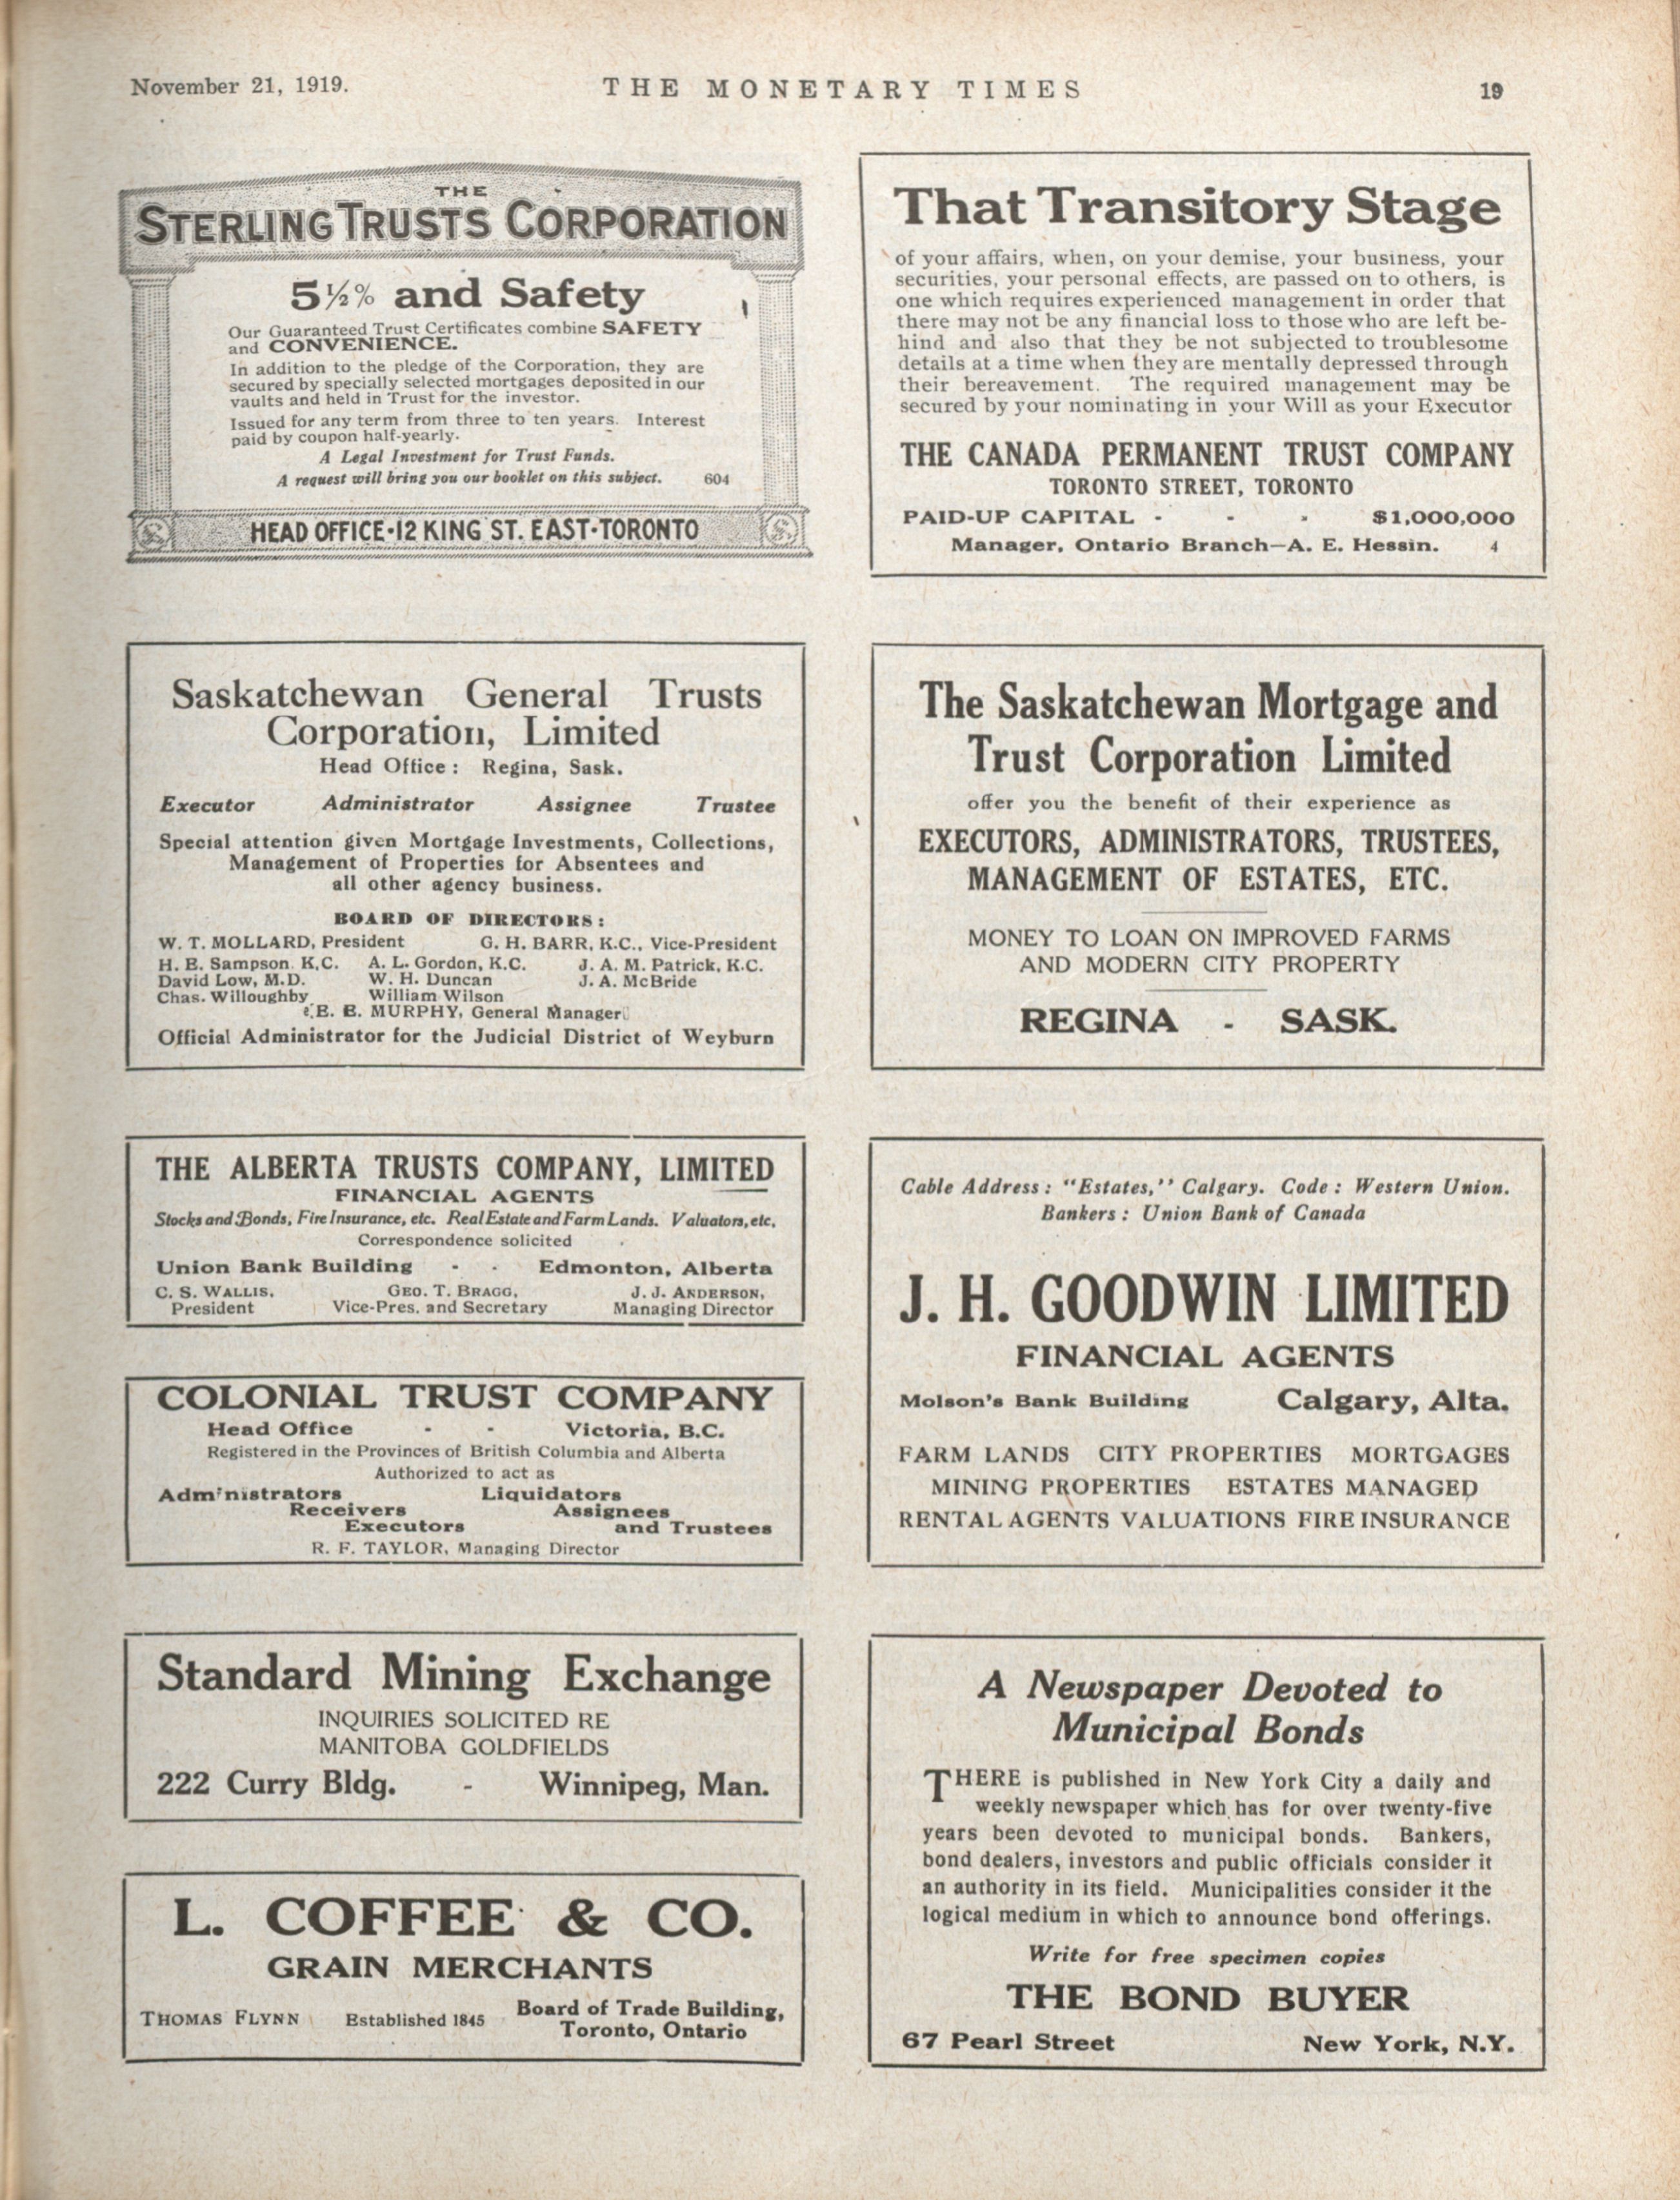 November 21, 1919.
THE MONETARY TIMES
19
THE
STERLING TRUSTS CORPORATION
5½% and Safety
Our Guaranteed Trust Certificates combine SAFETY
and CONVENIENCE.
In addition to the pledge of the Corporation, they are
secured by specially selected mortgages deposited in our
vaults and held in Trust for the investor.
Issued for any term from three to ten years. Interest
paid by coupon half-yearly.
A Legal Investment for Trust Funds.
A request will bring you our booklet on this subject. 604
HEAD OFFICE-12 KING ST. EAST-TORONTO
That Transitory Stage
of your affairs, when, on your demise, your business, your
securities, your personal effects, are passed on to others, is
one which requires experienced management in order that
there may not be any financial loss to those who are left be-
hind and also that they be not subjected to troublesome
details at a time when they are mentally depressed through
their bereavement. The required management may be
secured by your nominating in your Will as your Executor
THE CANADA PERMANENT TRUST COMPANY
TORONTO STREET, TORONTO
PAID-UP CAPITAL - - - $1,000,000
Manager, Ontario Branch—A. E. Hessin. 4
Saskatchewan General Trusts
Corporation, Limited
Head Office : Regina, Sask.
Executor Administrator Assignee Trustee
Special attention given Mortgage Investments, Collections,
Management of Properties for Absentees and
all other agency business.
BOARD OF DIRECTORS :
W. T. MOLLARD, President G. H. BARR, K.C., Vice-President
H. E. Sampson. K.C. A. L. Gordon, K.C. J. A. M. Patrick, K.C.
David Low, M.D. W. H. Duncan J. A. McBride
Chas. Willoughby William Wilson
E. E. MURPHY, General Manager
Official Administrator for the Judicial District of Weyburn
The Saskatchewan Mortgage and
Trust Corporation Limited
offer you the benefit of their experience as
EXECUTORS, ADMINISTRATORS, TRUSTEES,
MANAGEMENT OF ESTATES, ETC.
MONEY TO LOAN ON IMPROVED FARMS
AND MODERN CITY PROPERTY
REGINA - SASK.
THE ALBERTA TRUSTS COMPANY, LIMITED
FINANCIAL AGENTS
Stocks and Bonds, Fire Insurance, etc. Real Estate and Farm Lands. Valuators, etc.
Correspondence solicited
Union Bank Building - - Edmonton, Alberta
C. S. WALLIS, GEO. T. BRAGG, J. J. ANDERSON,
President Vice-Pres. and Secretary Managing Director
COLONIAL TRUST COMPANY
Head Office - - Victoria, B.C.
Registered in the Provinces of British Columbia and Alberta
Authorized to act as
Administrators Liquidators
Receivers Assignees
Executors and Trustees
R. F. TAYLOR, Managing Director
Cable Address : "Estates," Calgary. Code : Western Union.
Bankers : Union Bank of Canada
J. H. GOODWIN LIMITED
FINANCIAL AGENTS
Molson's Bank Building Calgary, Alta.
FARM LANDS CITY PROPERTIES MORTGAGES
MINING PROPERTIES ESTATES MANAGED
RENTAL AGENTS VALUATIONS FIRE INSURANCE
Standard Mining Exchange
INQUIRIES SOLICITED RE
MANITOBA GOLDFIELDS
222 Curry Bldg. - Winnipeg, Man.
L. COFFEE & CO.
GRAIN MERCHANTS
THOMAS FLYNN Established 1845 Board of Trade Building,
Toronto, Ontario
A Newspaper Devoted to
Municipal Bonds
THERE is published in New York City a daily and
weekly newspaper which has for over twenty-five
years been devoted to municipal bonds. Bankers,
bond dealers, investors and public officials consider it
an authority in its field. Municipalities consider it the
logical medium in which to announce bond offerings.
Write for free specimen copies
THE BOND BUYER
67 Pearl Street New York, N.Y.